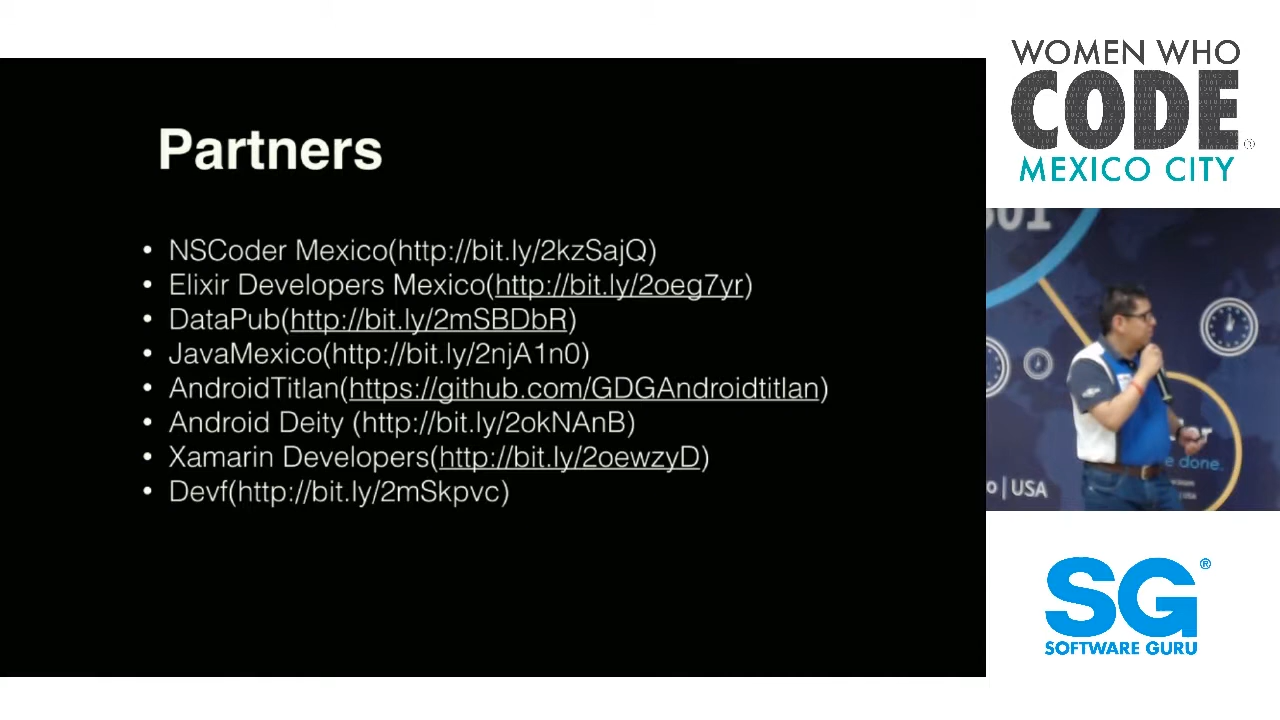 Partners
• NSCoder Mexico(http://bit.ly/2kzSajQ)
• Elixir Developers Mexico(http://bit.ly/2oeg7yr)
• DataPub(http://bit.ly/2mSBDbR)
• JavaMexico(http://bit.ly/2njA1n0)
• AndroidTitlan(https://github.com/GDGAndroidtitlan)
• Android Deity (http://bit.ly/2okNAnB)
• Xamarin Developers(http://bit.ly/2oewzyD)
• Devf(http://bit.ly/2mSkpvc)
WOMEN WHO
CODE®
MEXICO CITY
e done.
o | USA
SG®
SOFTWARE GURU